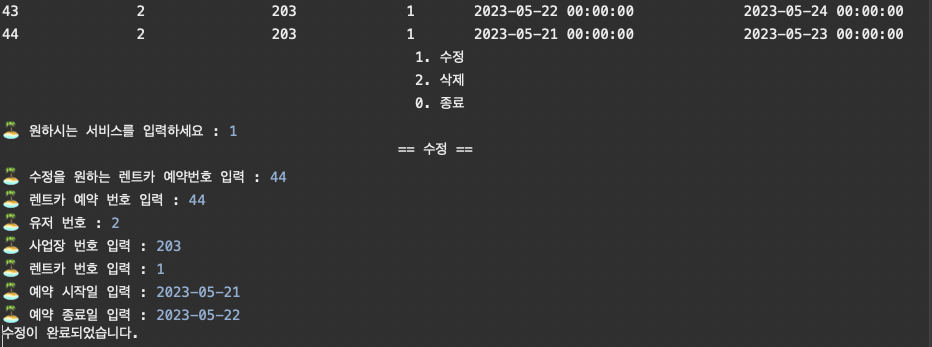 43 2 203 1 2023-05-22 00:00:00 2023-05-24 00:00:00
44 2 203 1 2023-05-21 00:00:00 2023-05-23 00:00:00
1. 수정
2. 삭제
0. 종료
🏝 원하시는 서비스를 입력하세요 : 1
== 수정 ==
🏝 수정을 원하는 렌트카 예약번호 입력 : 44
🏝 렌트카 예약 번호 입력 : 44
🏝 유저 번호 : 2
🏝 사업장 번호 입력 : 203
🏝 렌트카 번호 입력 : 1
🏝 예약 시작일 입력 : 2023-05-21
🏝 예약 종료일 입력 : 2023-05-22
수정이 완료되었습니다.